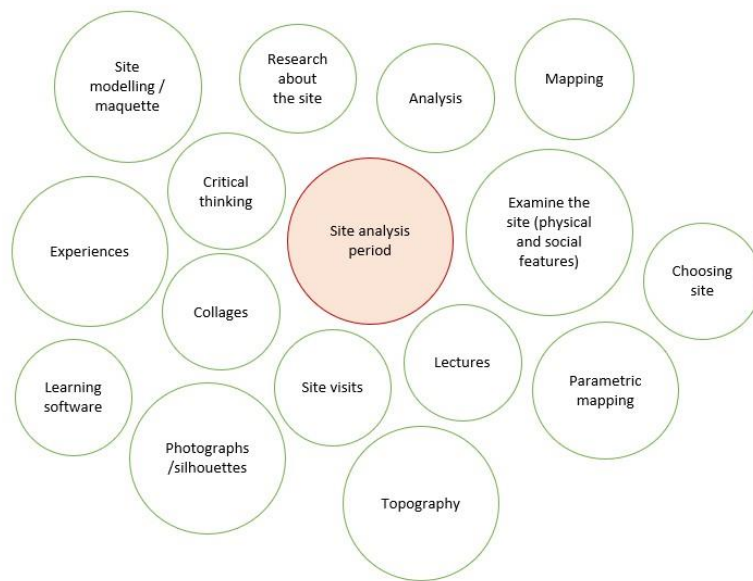 Site
modelling /
maquette
Research
about
the site
Analysis
Mapping
Critical
thinking
Site analysis
period
Examine the
site (physical
and social
features)
Experiences
Choosing
site
Collages
Learning
software
Site visits
Lectures
Parametric
mapping
Photographs
/silhouettes
Topography